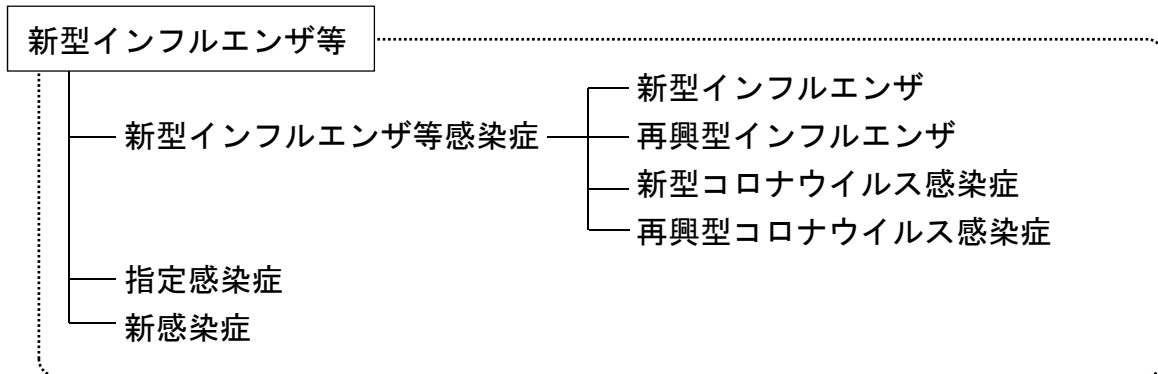 新型インフルエンザ等
新型インフルエンザ
新型インフルエンザ等感染症
再興型インフルエンザ
新型コロナウイルス感染症
再興型コロナウイルス感染症
指定感染症
新感染症